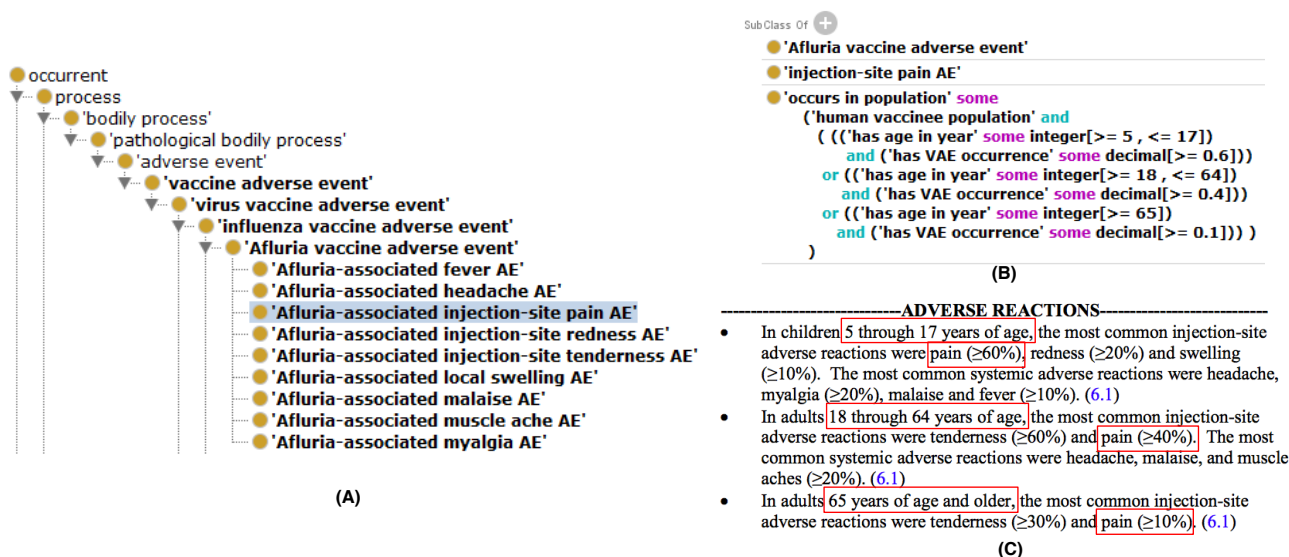 occurrent
process
'bodily process'
'pathological bodily process'
'adverse event'
'vaccine adverse event'
'virus vaccine adverse event'
'influenza vaccine adverse event'
'Afluria vaccine adverse event'
'Afluria-associated fever AE'
'Afluria-associated headache AE'
'Afluria-associated injection-site pain AE'
'Afluria-associated injection-site redness AE'
'Afluria-associated injection-site tenderness AE'
'Afluria-associated local swelling AE'
'Afluria-associated malaise AE'
'Afluria-associated muscle ache AE'
'Afluria-associated myalgia AE'
(A)
SubClass Of
'Afluria vaccine adverse event'
'injection-site pain AE'
'occurs in population' some
('human vaccinee population' and
( (('has age in year' some integer[>= 5 , <= 17])
and ('has VAE occurrence' some decimal[>= 0.6]))
or (('has age in year' some integer[>= 18 , <= 64])
and ('has VAE occurrence' some decimal[>= 0.4]))
or (('has age in year' some integer[>= 65])
and ('has VAE occurrence' some decimal[>= 0.1])) )
)
(B)
-----------------------------ADVERSE REACTIONS---------------------------
• In children 5 through 17 years of age, the most common injection-site
adverse reactions were pain (≥60%), redness (≥20%) and swelling
(≥10%). The most common systemic adverse reactions were headache,
myalgia (≥20%), malaise and fever (≥10%). (6.1)
• In adults 18 through 64 years of age, the most common injection-site
adverse reactions were tenderness (≥60%) and pain (≥40%). The most
common systemic adverse reactions were headache, malaise, and muscle
aches (≥20%). (6.1)
• In adults 65 years of age and older, the most common injection-site
adverse reactions were tenderness (≥30%) and pain (≥10%). (6.1)
(C)